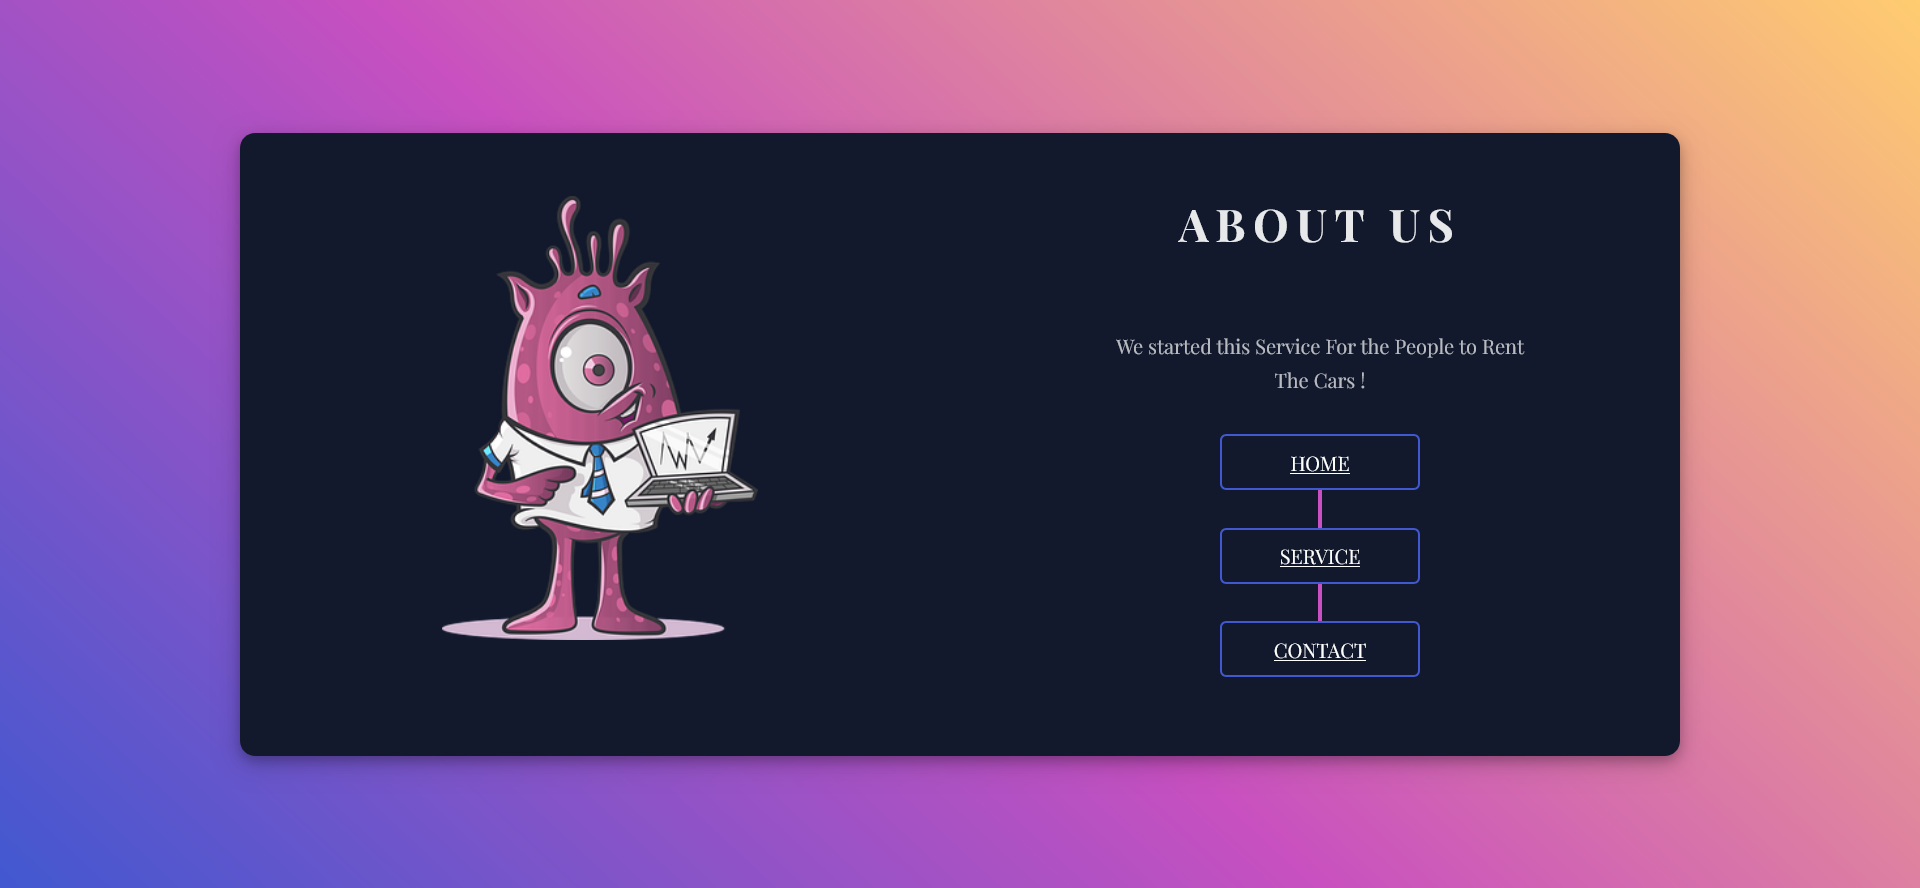 ABOUT US
We started this Service For the People to Rent
The Cars !
HOME
SERVICE
CONTACT